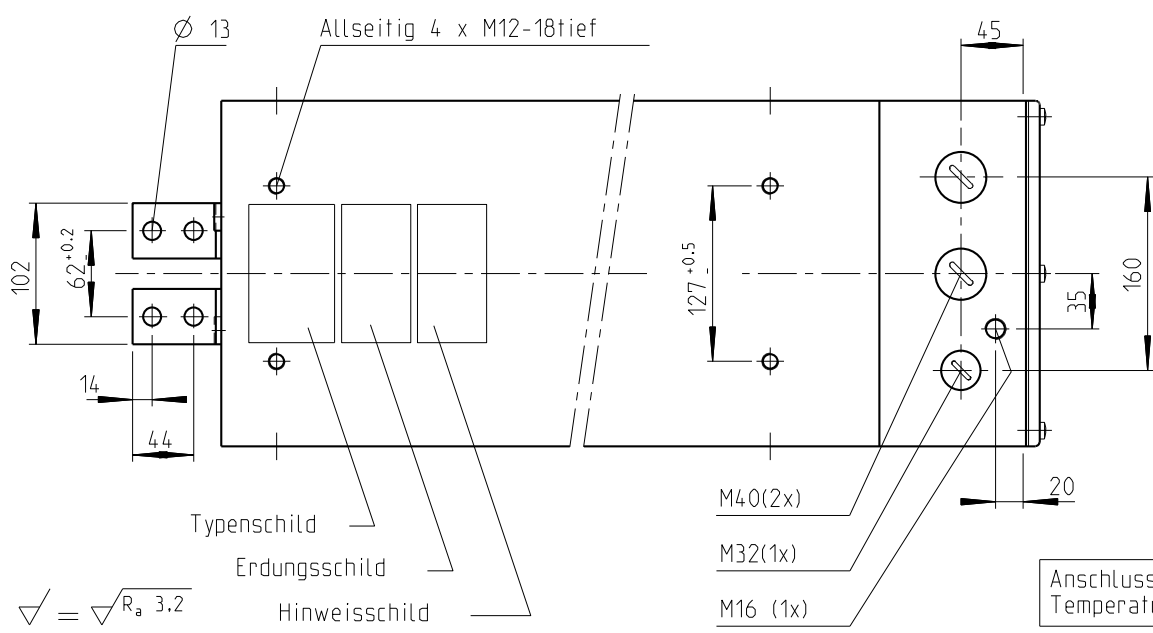 Ø 13
Allseitig 4 x M12-18tief
45
102
62 +0.2
127 +0.5
35
160
14
44
20
Typenschild
Erdungsschild
Hinweisschild
M40(2x)
M32(1x)
M16 (1x)
= Ra 3.2
Anschluss